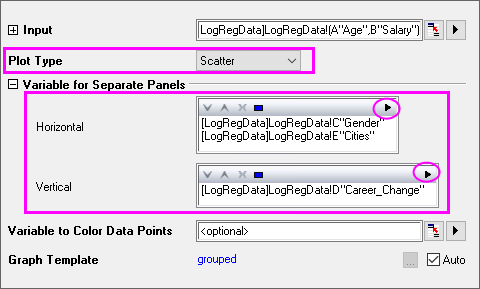 Input
LogRegData]LogRegData!(A"Age",B"Salary")
Plot Type
Scatter
Variable for Separate Panels
Horizontal
[LogRegData]LogRegData!C"Gender"
[LogRegData]LogRegData!E"Cities"
Vertical
[LogRegData]LogRegData!D"Career_Change"
Variable to Color Data Points
<optional>
Graph Template
grouped
...
Auto